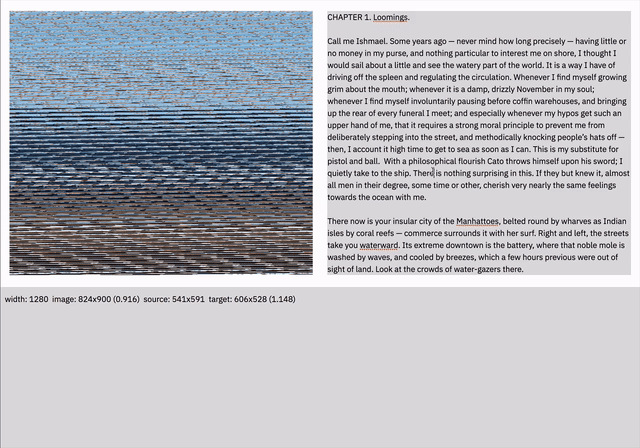 CHAPTER 1. Loomings.
Call me Ishmael. Some years ago — never mind how long precisely — having little or
no money in my purse, and nothing particular to interest me on shore, I thought I
would sail about a little and see the watery part of the world. It is a way I have of
driving off the spleen and regulating the circulation. Whenever I find myself growing
grim about the mouth; whenever it is a damp, drizzly November in my soul;
whenever I find myself involuntarily pausing before coffin warehouses, and bringing
up the rear of every funeral I meet; and especially whenever my hypos get such an
upper hand of me, that it requires a strong moral principle to prevent me from
deliberately stepping into the street, and methodically knocking people's hats off —
then, I account it high time to get to sea as soon as I can. This is my substitute for
pistol and ball.  With a philosophical flourish Cato throws himself upon his sword; I
quietly take to the ship. There is nothing surprising in this. If they but knew it, almost
all men in their degree, some time or other, cherish very nearly the same feelings
towards the ocean with me.
There now is your insular city of the Manhattoes, belted round by wharves as Indian
isles by coral reefs — commerce surrounds it with her surf. Right and left, the streets
take you waterward. Its extreme downtown is the battery, where that noble mole is
washed by waves, and cooled by breezes, which a few hours previous were out of
sight of land. Look at the crowds of water-gazers there.
width: 1280  image: 824x900 (0.916)  source: 541x591  target: 606x528 (1.148)